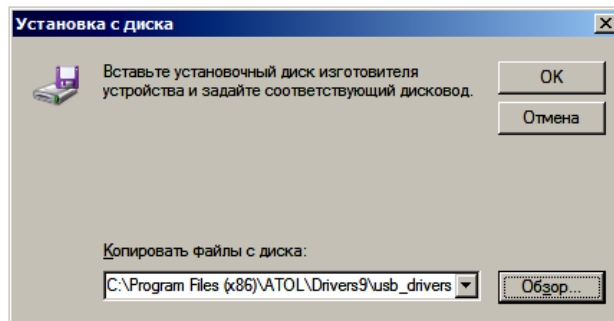 Установка с диска
Вставьте установочный диск изготовителя
устройства и задайте соответствующий дисковод.
OK
Отмена
Копировать файлы с диска:
C:\Program Files (x86)\ATOL\Drivers9\usb_drivers
Обзор...